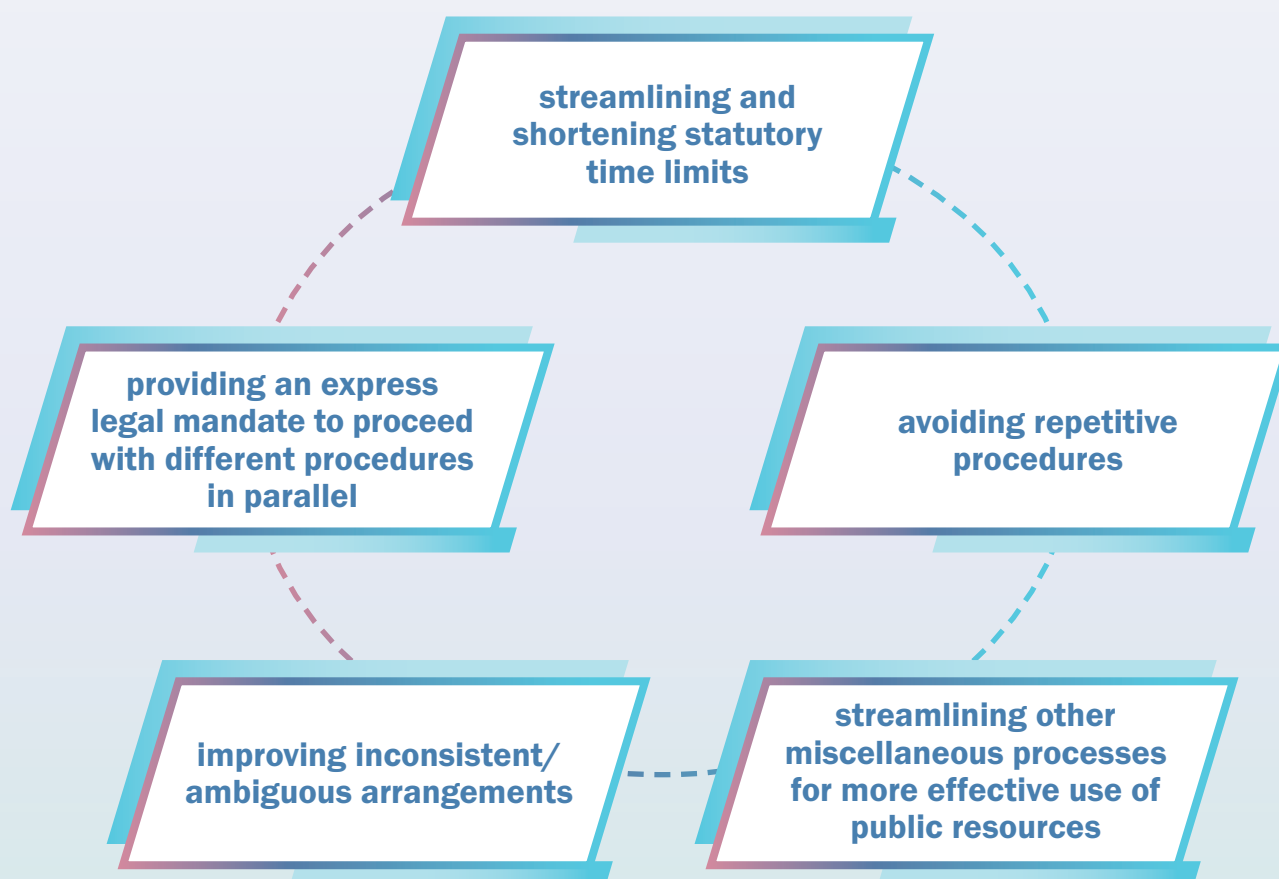 streamlining and
shortening statutory
time limits
providing an express
legal mandate to proceed
with different procedures
in parallel
avoiding repetitive
procedures
improving inconsistent/
ambiguous arrangements
streamlining other
miscellaneous processes
for more effective use of
public resources